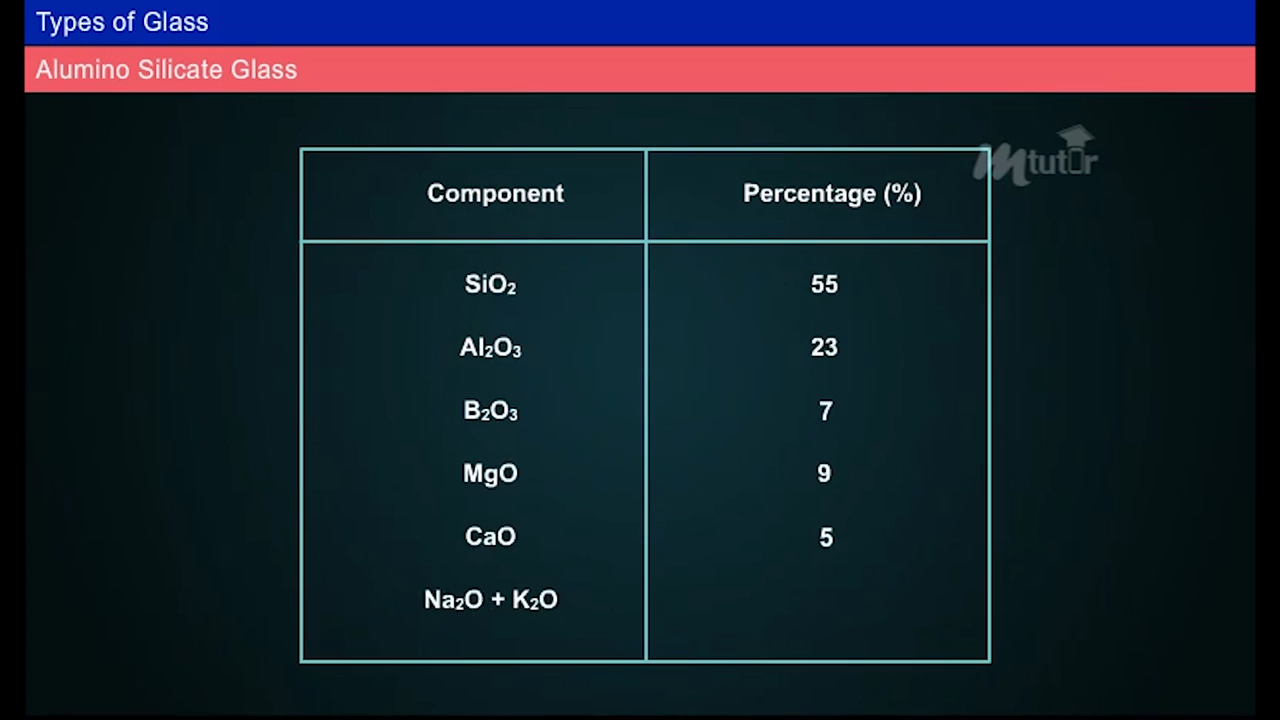 Types of Glass
Alumino Silicate Glass
Mtutor
Component Percentage (%)
SiO₂ 55
Al₂O₃ 23
B₂O₃ 7
MgO 9
CaO 5
Na₂O + K₂O